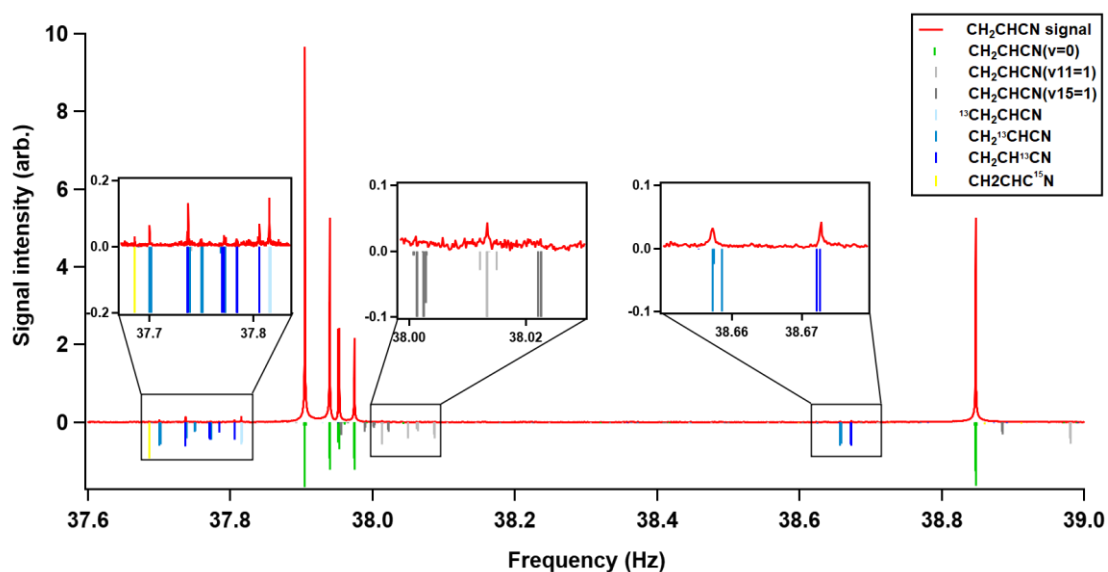 Signal intensity (arb.)
10
8
6
4
2
0
37.6
37.8
38.0
38.2
38.4
38.6
38.8
39.0
Frequency (Hz)
0.2
0.0
-0.2
37.7
37.8
0.1
0.0
-0.1
38.00
38.02
0.1
0.0
-0.1
38.66
38.67
CH₂CHCN signal
CH₂CHCN(v=0)
CH₂CHCN(v11=1)
CH₂CHCN(v15=1)
¹³CH₂CHCN
CH₂¹³CHCN
CH₂CH¹³CN
CH2CHC¹⁵N